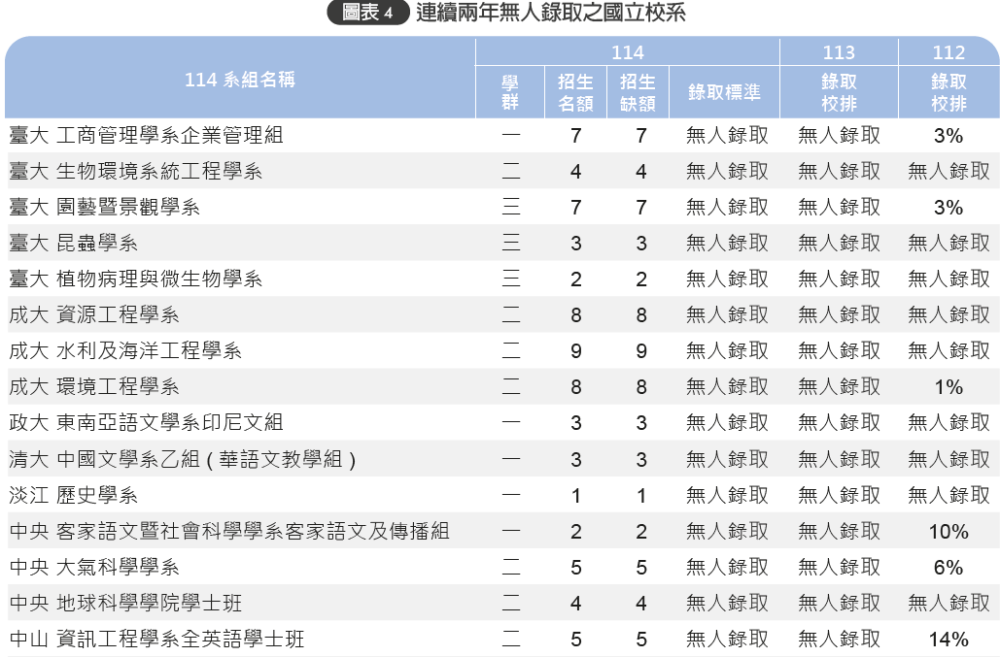 圖表 4 連續兩年無人錄取之國立校系
114 系組名稱 114 113 112
學群 招生名額 招生缺額 錄取標準 錄取校排 錄取校排
臺大 工商管理學系企業管理組 一 7 7 無人錄取 無人錄取 3%
臺大 生物環境系統工程學系 二 4 4 無人錄取 無人錄取 無人錄取
臺大 園藝暨景觀學系 三 7 7 無人錄取 無人錄取 3%
臺大 昆蟲學系 三 3 3 無人錄取 無人錄取 無人錄取
臺大 植物病理與微生物學系 三 2 2 無人錄取 無人錄取 無人錄取
成大 資源工程學系 二 8 8 無人錄取 無人錄取 無人錄取
成大 水利及海洋工程學系 二 9 9 無人錄取 無人錄取 無人錄取
成大 環境工程學系 二 8 8 無人錄取 無人錄取 1%
政大 東南亞語文學系印尼文組 一 3 3 無人錄取 無人錄取 無人錄取
清大 中國文學系乙組 ( 華語文教學組 ) 一 3 3 無人錄取 無人錄取 無人錄取
淡江 歷史學系 一 1 1 無人錄取 無人錄取 無人錄取
中央 客家語文暨社會科學學系客家語文及傳播組 一 2 2 無人錄取 無人錄取 10%
中央 大氣科學學系 二 5 5 無人錄取 無人錄取 6%
中央 地球科學學院學士班 二 4 4 無人錄取 無人錄取 無人錄取
中山 資訊工程學系全英語學士班 二 5 5 無人錄取 無人錄取 14%